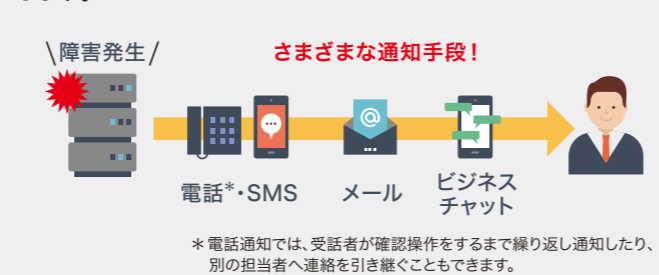 \障害発生/
さまざまな通知手段!
@
電話*・SMS
メール
ビジネス
チャット
＊電話通知では、受話者が確認操作をするまで繰り返し通知したり、
別の担当者へ連絡を引き継ぐこともできます。